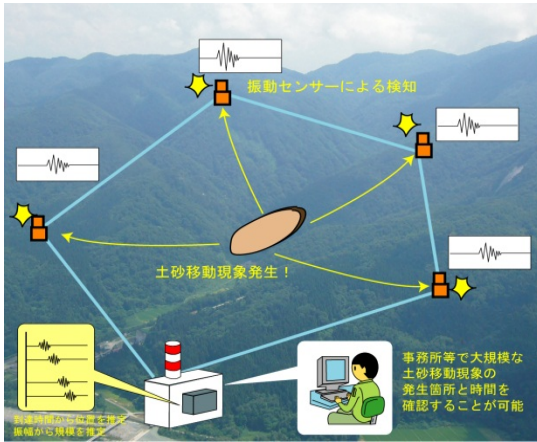 振動センサーによる検知
土砂移動現象発生！
事務所等で大規模な
土砂移動現象の
発生箇所と時間を
確認することが可能
到達時間から位置を推定
振幅から規模を推定